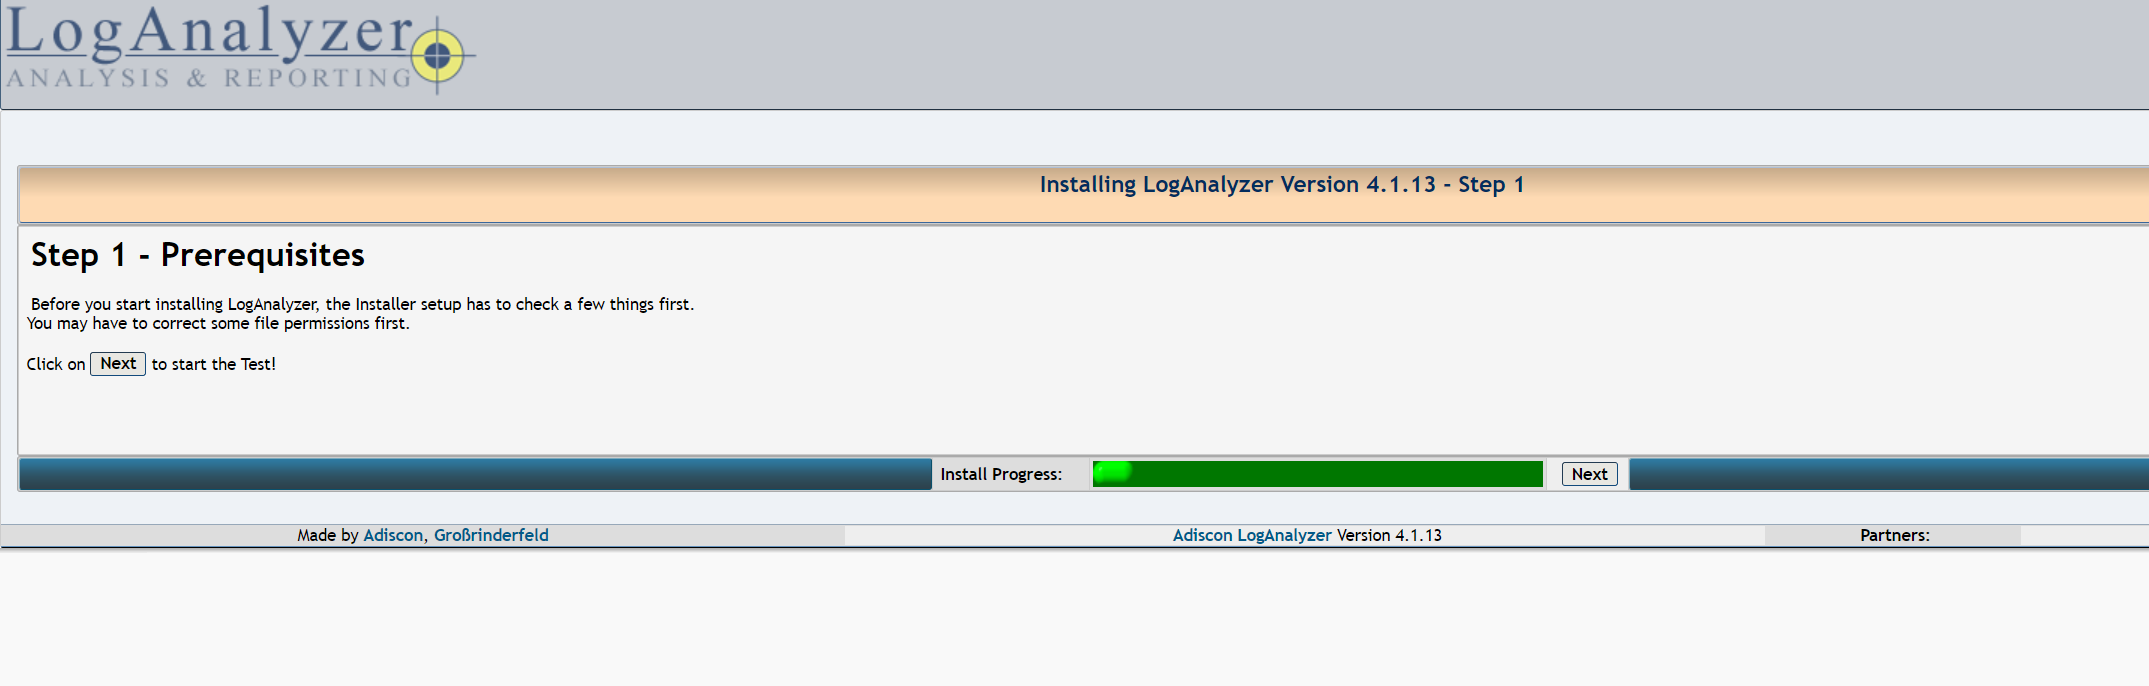 LogAnalyzer
ANALYSIS & REPORTING
Installing LogAnalyzer Version 4.1.13 - Step 1
Step 1 - Prerequisites
Before you start installing LogAnalyzer, the Installer setup has to check a few things first.
You may have to correct some file permissions first.
Click on Next to start the Test!
Install Progress: Next
Made by Adiscon, Großrinderfeld Adiscon LogAnalyzer Version 4.1.13 Partners: